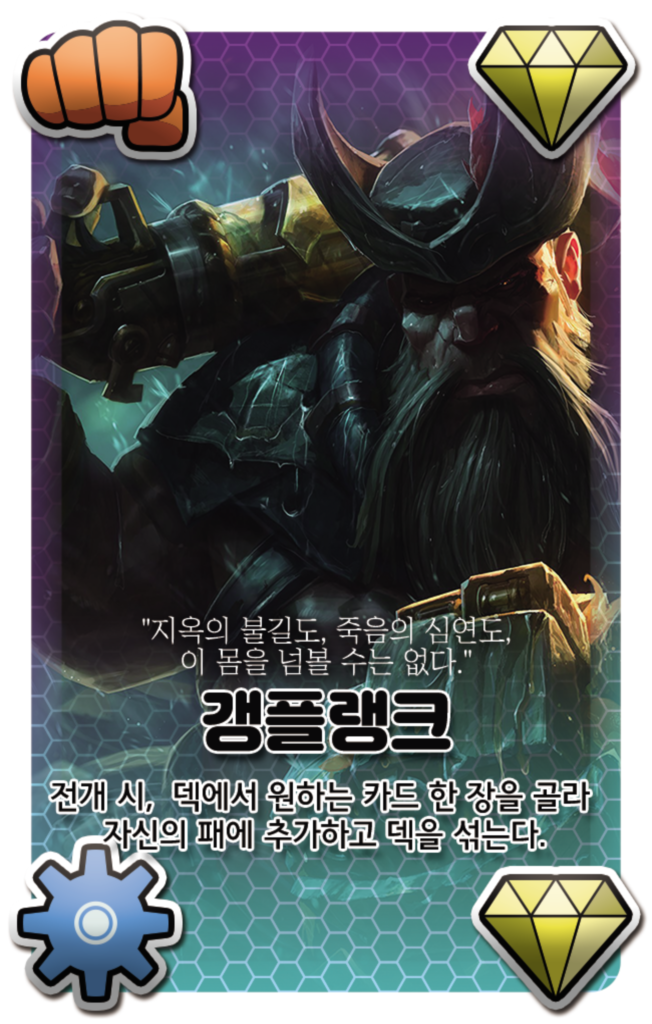 "지옥의 불길도, 죽음의 심연도,
이 몸을 넘볼 수는 없다."
갱플랭크
전개 시, 덱에서 원하는 카드 한 장을 골라
자신의 패에 추가하고 덱을 섞는다.